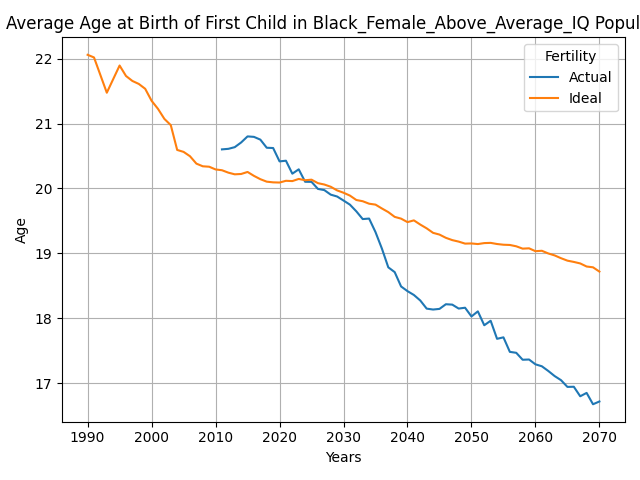 Average Age at Birth of First Child in Black_Female_Above_Average_IQ Popul
Fertility
Actual
Ideal
22
21
20
19
18
17
Age
1990 2000 2010 2020 2030 2040 2050 2060 2070
Years